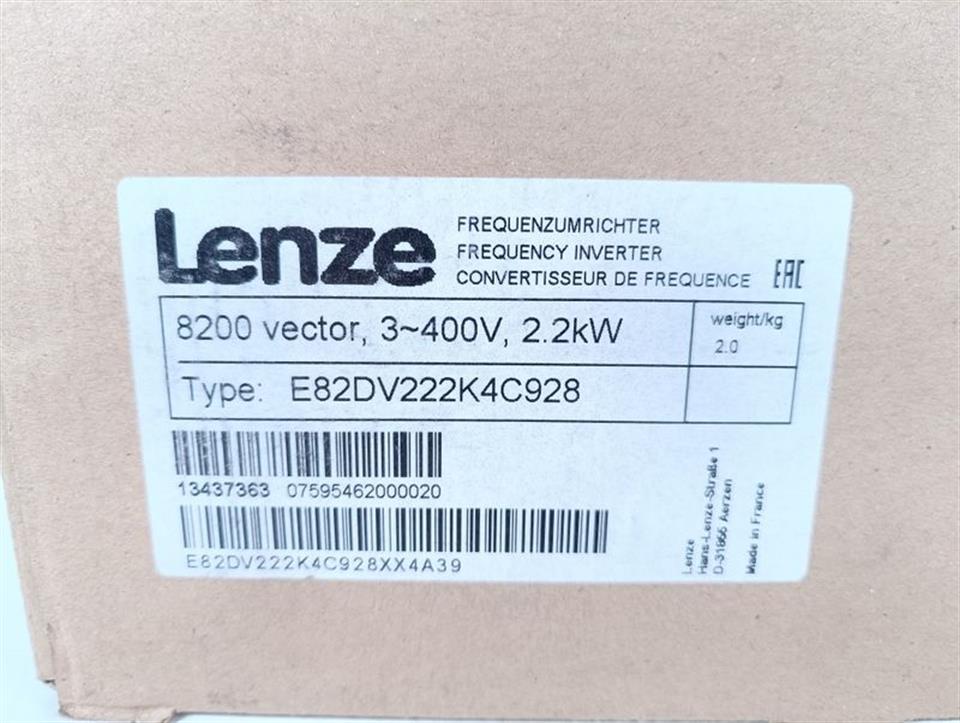 Lenze
FREQUENZUMRICHTER
FREQUENCY INVERTER
CONVERTISSEUR DE FREQUENCE
EAC
8200 vector, 3~400V, 2.2kW
weight/kg
2.0
Type: E82DV222K4C928
13437363 07595462000020
E82DV222K4C928XX4A39
Lenze
Hans-Lenze-Straße 1
D-31855 Aerzen
Made in France